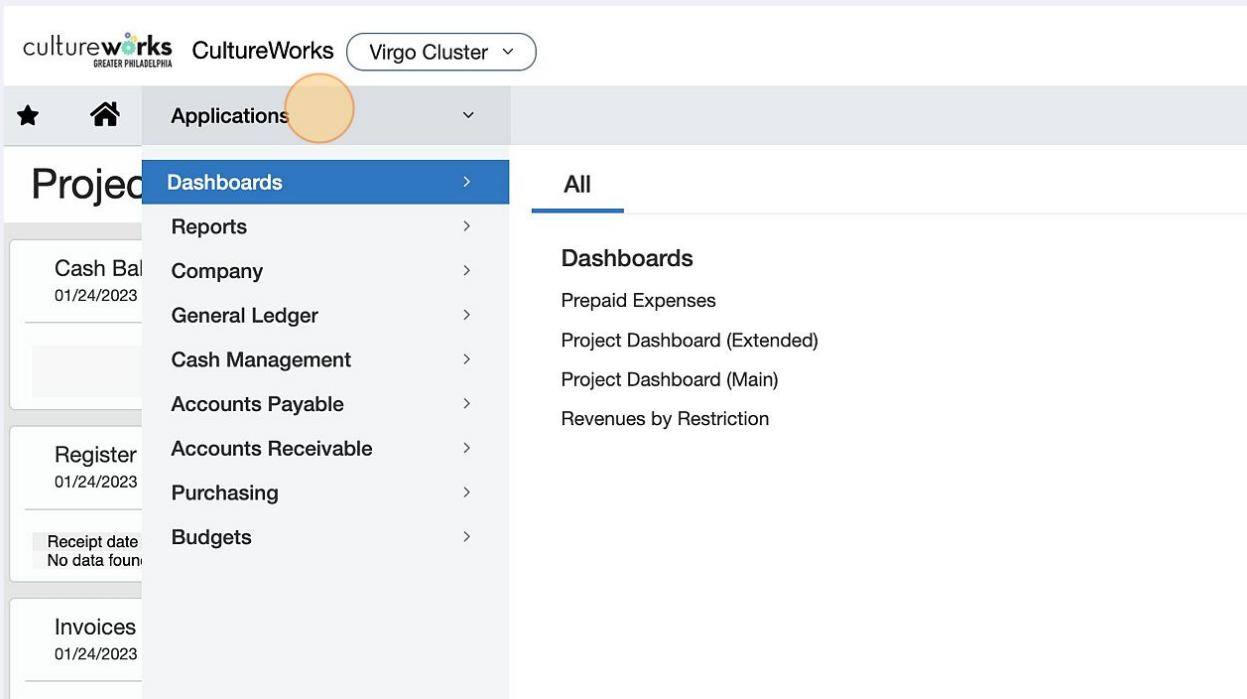 cultureworks
GREATER PHILADELPHIA
CultureWorks
Virgo Cluster
Applications
Projec
Dashboards
Reports
Company
General Ledger
Cash Management
Accounts Payable
Accounts Receivable
Purchasing
Budgets
Cash Bal
01/24/2023
Register
01/24/2023
Receipt date
No data foun
Invoices
01/24/2023
All
Dashboards
Prepaid Expenses
Project Dashboard (Extended)
Project Dashboard (Main)
Revenues by Restriction